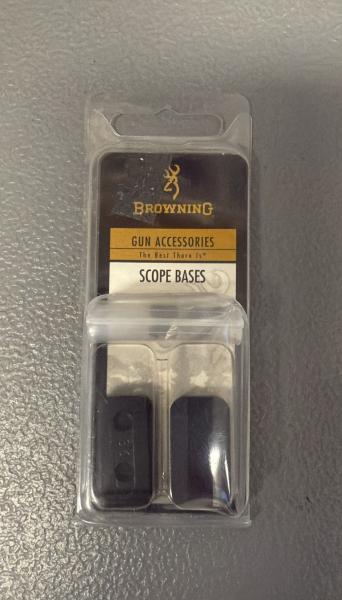 BROWNING
GUN ACCESSORIES
The Best There Is®
SCOPE BASES